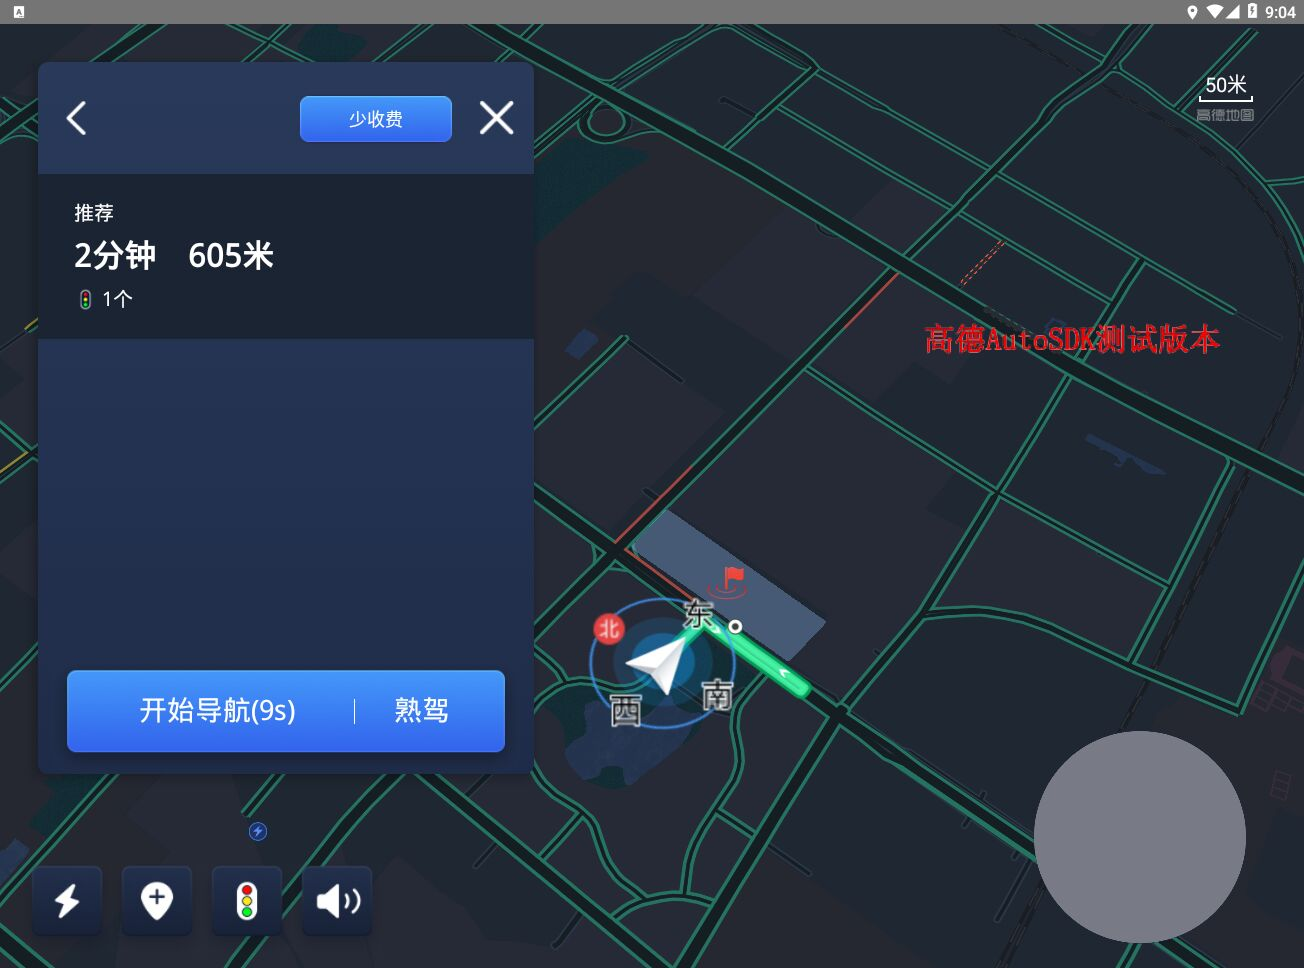 9:04
少收费
推荐
2分钟 605米
1个
开始导航(9s) 熟驾
50米
高德地图
高德AutoSDK测试版本
北
东
南
西